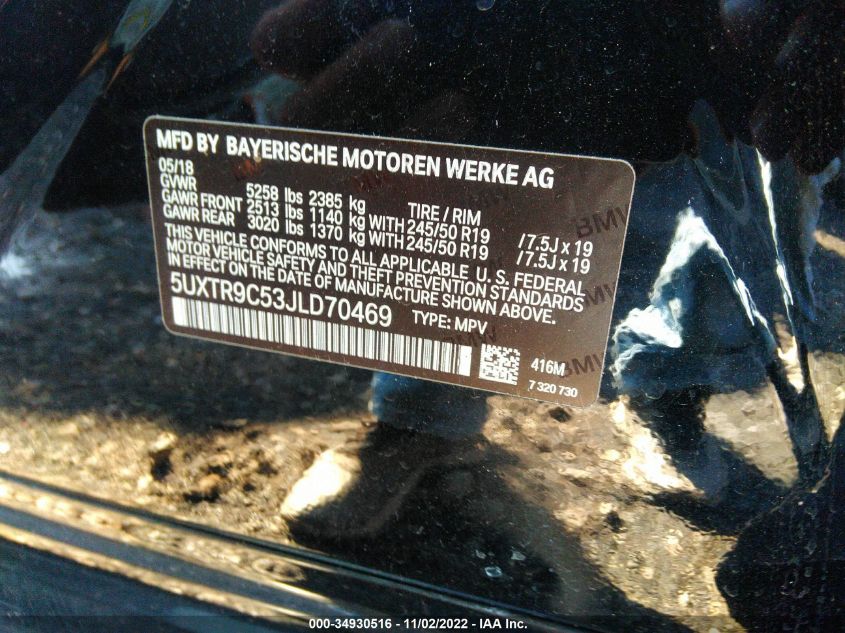 MFD BY BAYERISCHE MOTOREN WERKE AG
05/18
GVWR 5258 lbs 2385 kg TIRE / RIM
GAWR FRONT 2513 lbs 1140 kg WITH 245/50 R19 /7.5J x 19
GAWR REAR 3020 lbs 1370 kg WITH 245/50 R19 /7.5J x 19
THIS VEHICLE CONFORMS TO ALL APPLICABLE U. S. FEDERAL
MOTOR VEHICLE SAFETY AND THEFT PREVENTION STANDARDS
IN EFFECT ON THE DATE OF MANUFACTURE SHOWN ABOVE.
5UXTR9C53JLD70469 TYPE: MPV
416M
7 320 730
BMW
BMW
000-34930516 - 11/02/2022 - IAA Inc.